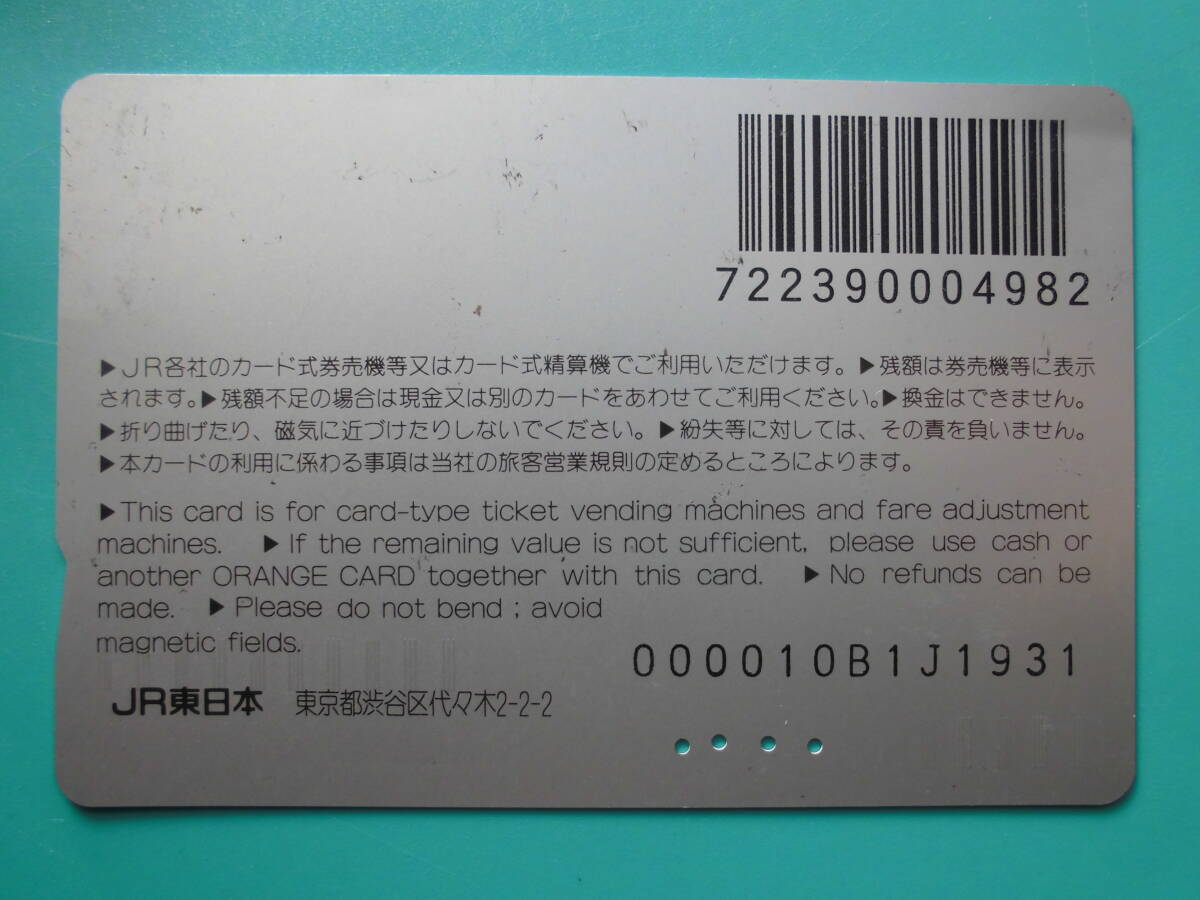 722390004982
▶JR各社のカード式券売機等又はカード式精算機でご利用いただけます。▶残額は券売機等に表示
されます。▶残額不足の場合は現金又は別のカードをあわせてご利用ください。▶換金はできません。
▶折り曲げたり、磁気に近づけたりしないでください。▶紛失等に対しては、その責を負いません。
▶本カードの利用に係わる事項は当社の旅客営業規則の定めるところによります。
▶This card is for card-type ticket vending machines and fare adjustment
machines. ▶If the remaining value is not sufficient, please use cash or
another ORANGE CARD together with this card. ▶No refunds can be
made. ▶Please do not bend ; avoid
magnetic fields.
000010B1J1931
JR東日本 東京都渋谷区代々木2-2-2